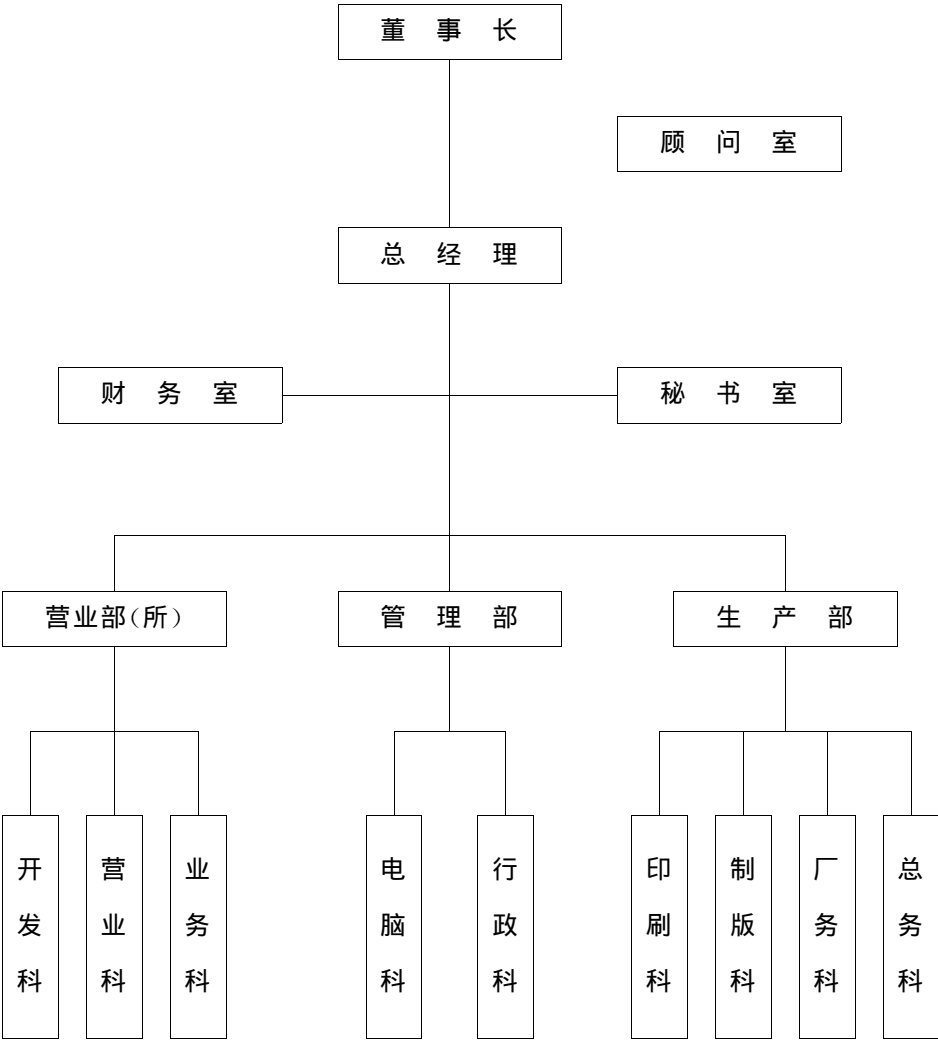 董 事 长
顾 问 室
总 经 理
财 务 室
秘 书 室
营业部(所)
管 理 部
生 产 部
开发科
营业科
业务科
电脑科
行政科
印刷科
制版科
厂务科
总务科